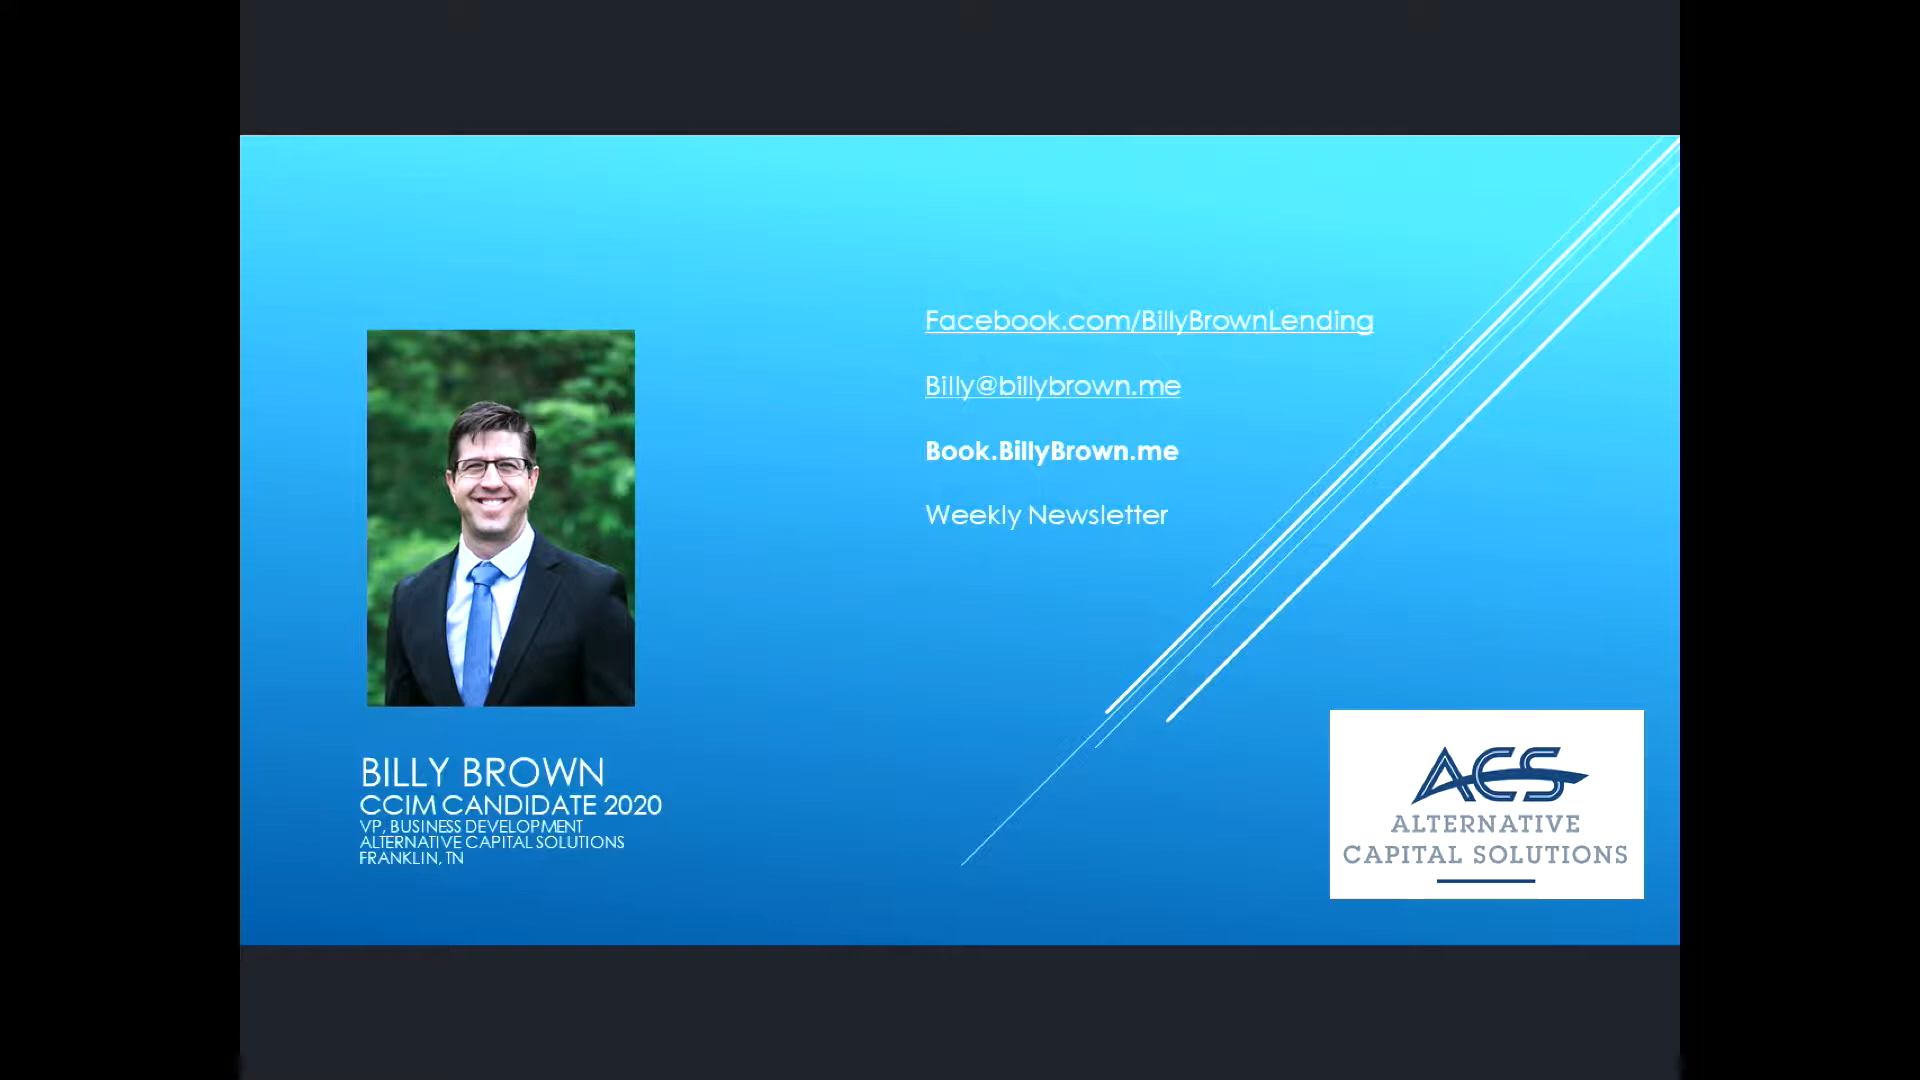 Facebook.com/BillyBrownLending
Billy@billybrown.me
Book.BillyBrown.me
Weekly Newsletter
BILLY BROWN
CCIM CANDIDATE 2020
VP, BUSINESS DEVELOPMENT
ALTERNATIVE CAPITAL SOLUTIONS
FRANKLIN, TN
ACS
ALTERNATIVE
CAPITAL SOLUTIONS